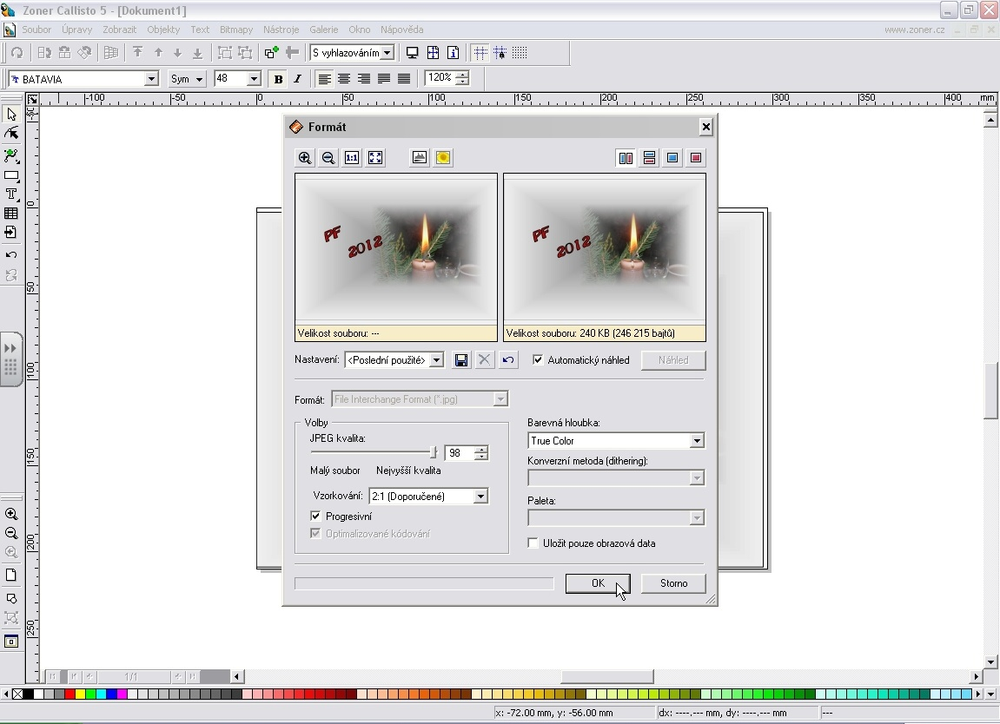 Zoner Callisto 5 - [Dokument1]
Soubor Úpravy Zobrazit Objekty Text Bitmapy Nástroje Galerie Okno Nápověda www.zoner.cz
S vyhlazováním
BATAVIA Sym 48 B I 120%
-100 -50 0 50 100 150 200 250 300 350 400 mm
Formát
1:1
PF
2012
PF
2012
Velikost souboru: ---
Velikost souboru: 240 KB (246 215 bajtů)
Nastavení: <Poslední použité> Automatický náhled Náhled
Formát: File Interchange Format (*.jpg)
Volby
Barevná hloubka:
JPEG kvalita:
True Color
98
Konverzní metoda (dithering):
Malý soubor Nejvyšší kvalita
Vzorkování: 2:1 (Doporučené)
Paleta:
Progresivní
Optimalizované kódování
Uložit pouze obrazová data
OK Storno
0
50
100
150
200
250
1/1
x: -72.00 mm, y: -56.00 mm dx: ----.--- mm, dy: ----.--- mm ---